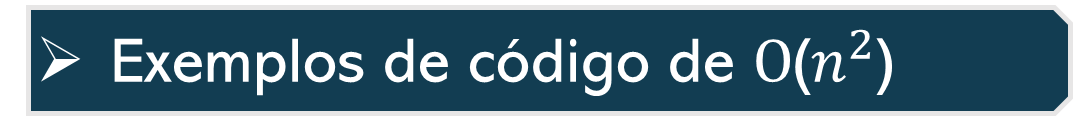 ➢ Exemplos de código de O(n²)